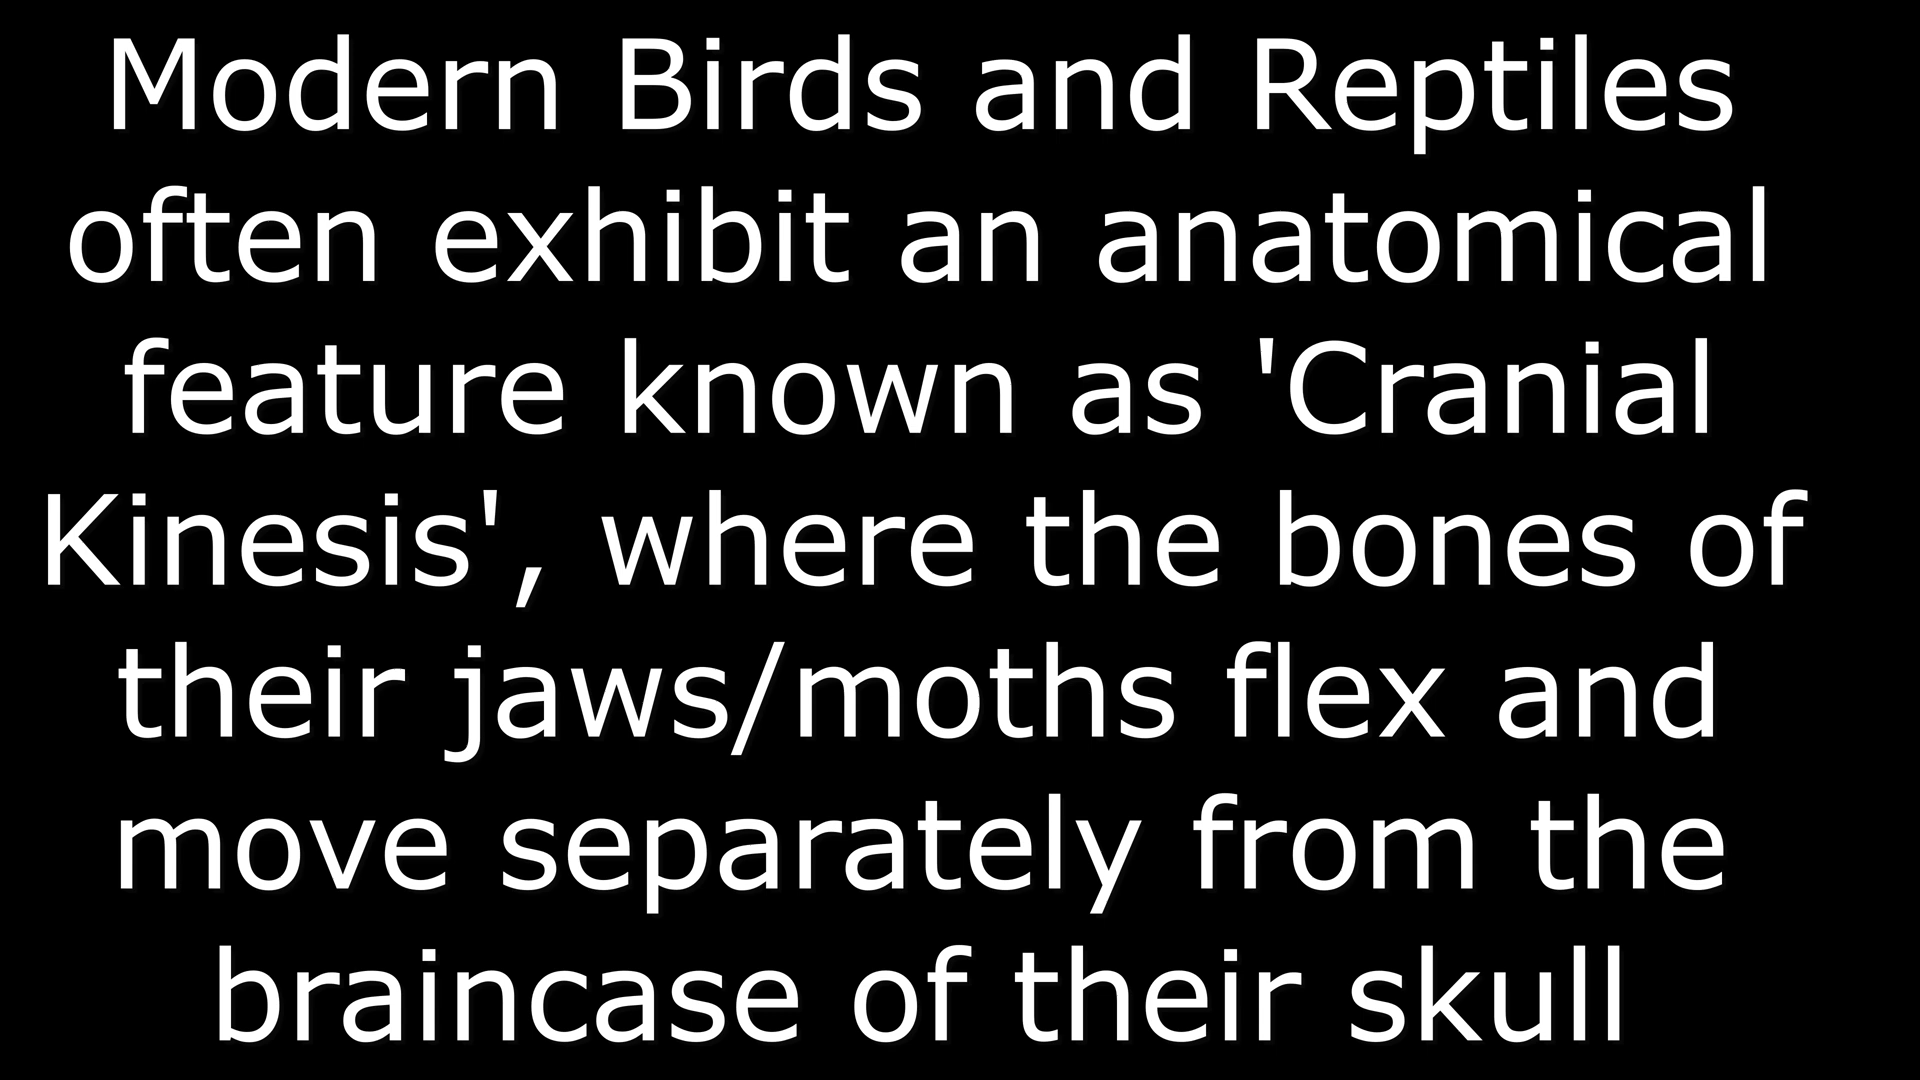 Modern Birds and Reptiles
often exhibit an anatomical
feature known as 'Cranial
Kinesis', where the bones of
their jaws/moths flex and
move separately from the
braincase of their skull